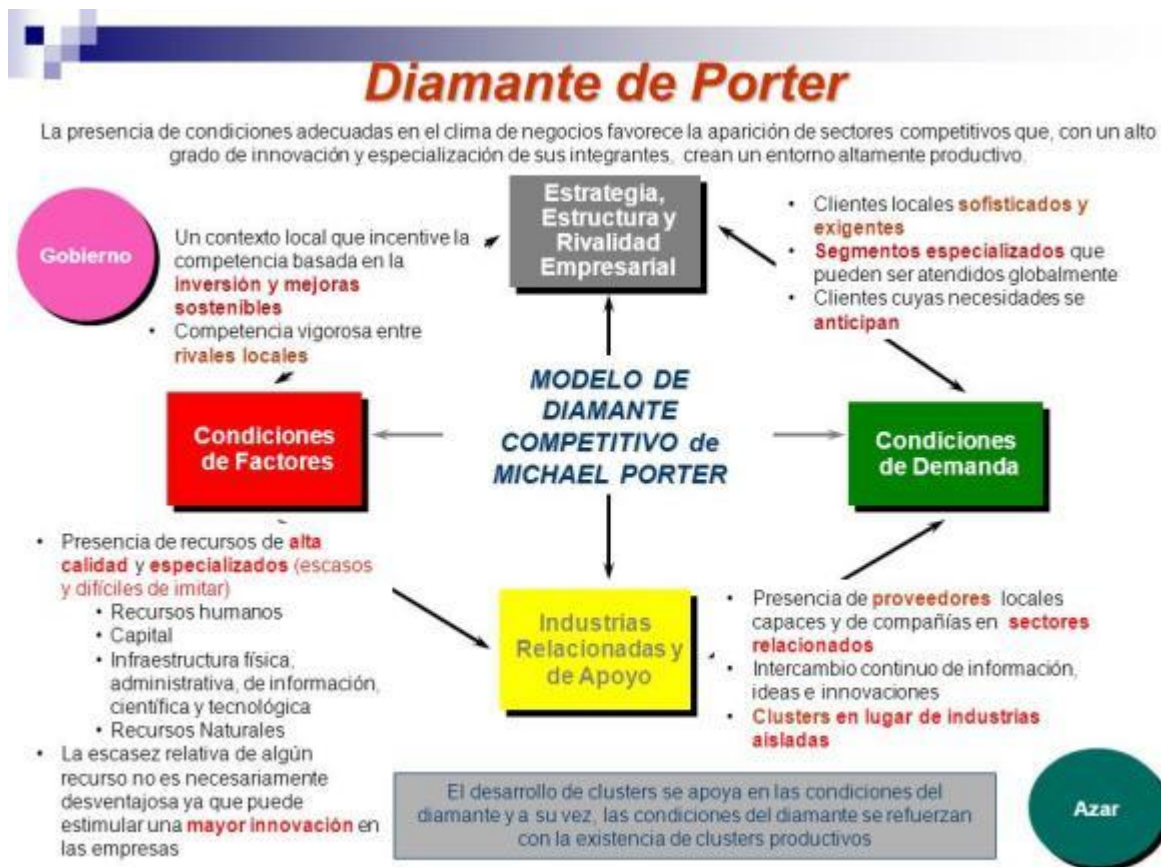 Diamante de Porter
La presencia de condiciones adecuadas en el clima de negocios favorece la aparición de sectores competitivos que, con un alto
grado de innovación y especialización de sus integrantes, crean un entorno altamente productivo.
Gobierno
Un contexto local que incentive la
competencia basada en la
inversión y mejoras
sostenibles
• Competencia vigorosa entre
rivales locales
Estrategia,
Estructura y
Rivalidad
Empresarial
• Clientes locales sofisticados y
exigentes
• Segmentos especializados que
pueden ser atendidos globalmente
• Clientes cuyas necesidades se
anticipan
Condiciones
de Factores
MODELO DE
DIAMANTE
COMPETITIVO de
MICHAEL PORTER
Condiciones
de Demanda
• Presencia de recursos de alta
calidad y especializados (escasos
y difíciles de imitar)
• Recursos humanos
• Capital
• Infraestructura física,
administrativa, de información,
científica y tecnológica
• Recursos Naturales
• La escasez relativa de algún
recurso no es necesariamente
desventajosa ya que puede
estimular una mayor innovación en
las empresas
Industrias
Relacionadas y
de Apoyo
• Presencia de proveedores locales
capaces y de compañías en sectores
relacionados
• Intercambio continuo de información,
ideas e innovaciones
• Clusters en lugar de industrias
aisladas
El desarrollo de clusters se apoya en las condiciones del
diamante y a su vez, las condiciones del diamante se refuerzan
con la existencia de clusters productivos
Azar